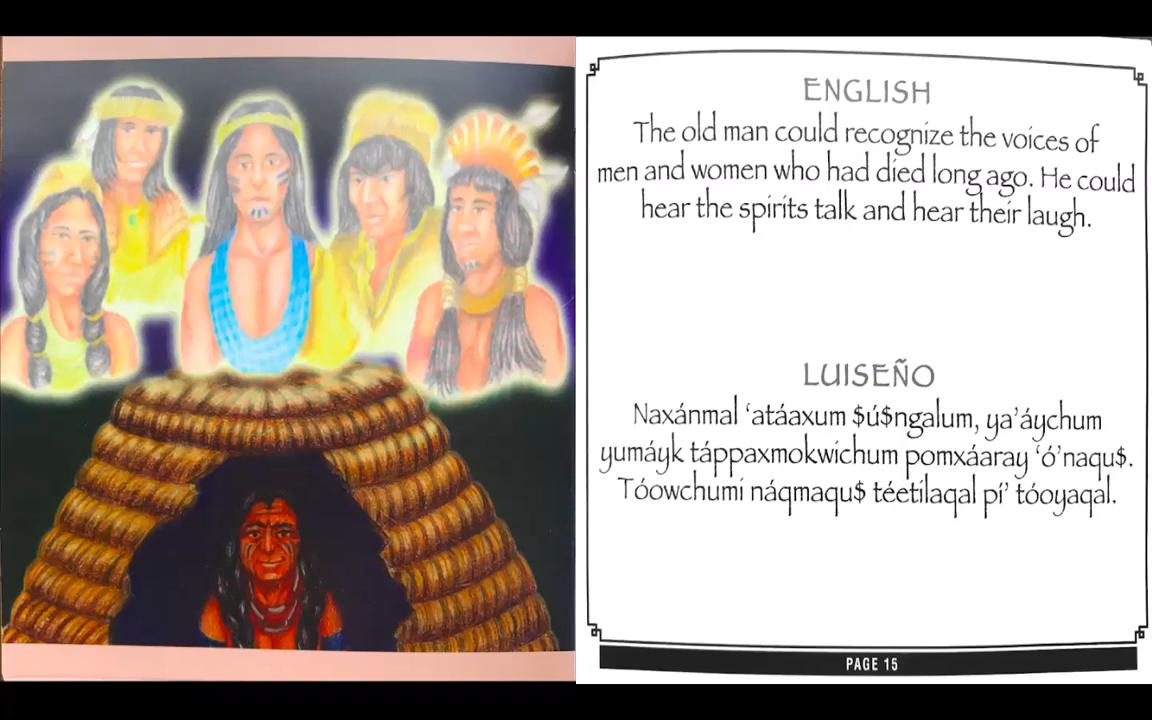 ENGLISH
The old man could recognize the voices of
men and women who had died long ago. He could
hear the spirits talk and hear their laugh.
LUISEÑO
Naxánmal ‘atáaxum $ú$ngalum, ya’áychum
yumáyk táppaxmokwichum pomxáaray ‘ó’naqu$.
Tóowchumi náqmaqu$ téetilaqal pí’ tóoyaqal.
PAGE 15